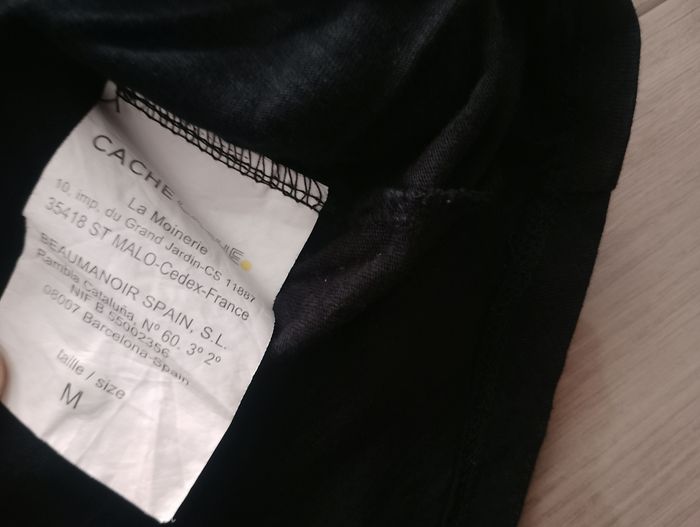 CACHE
La Moinerie
10, imp. du Grand Jardin-CS 11887
35418 ST MALO-Cedex-France
BEAUMANOIR SPAIN, S.L.
Rambla Cataluña, Nº 60. 3º 2º
NIF B 55002356
08007 Barcelona-Spain
taille / size
M